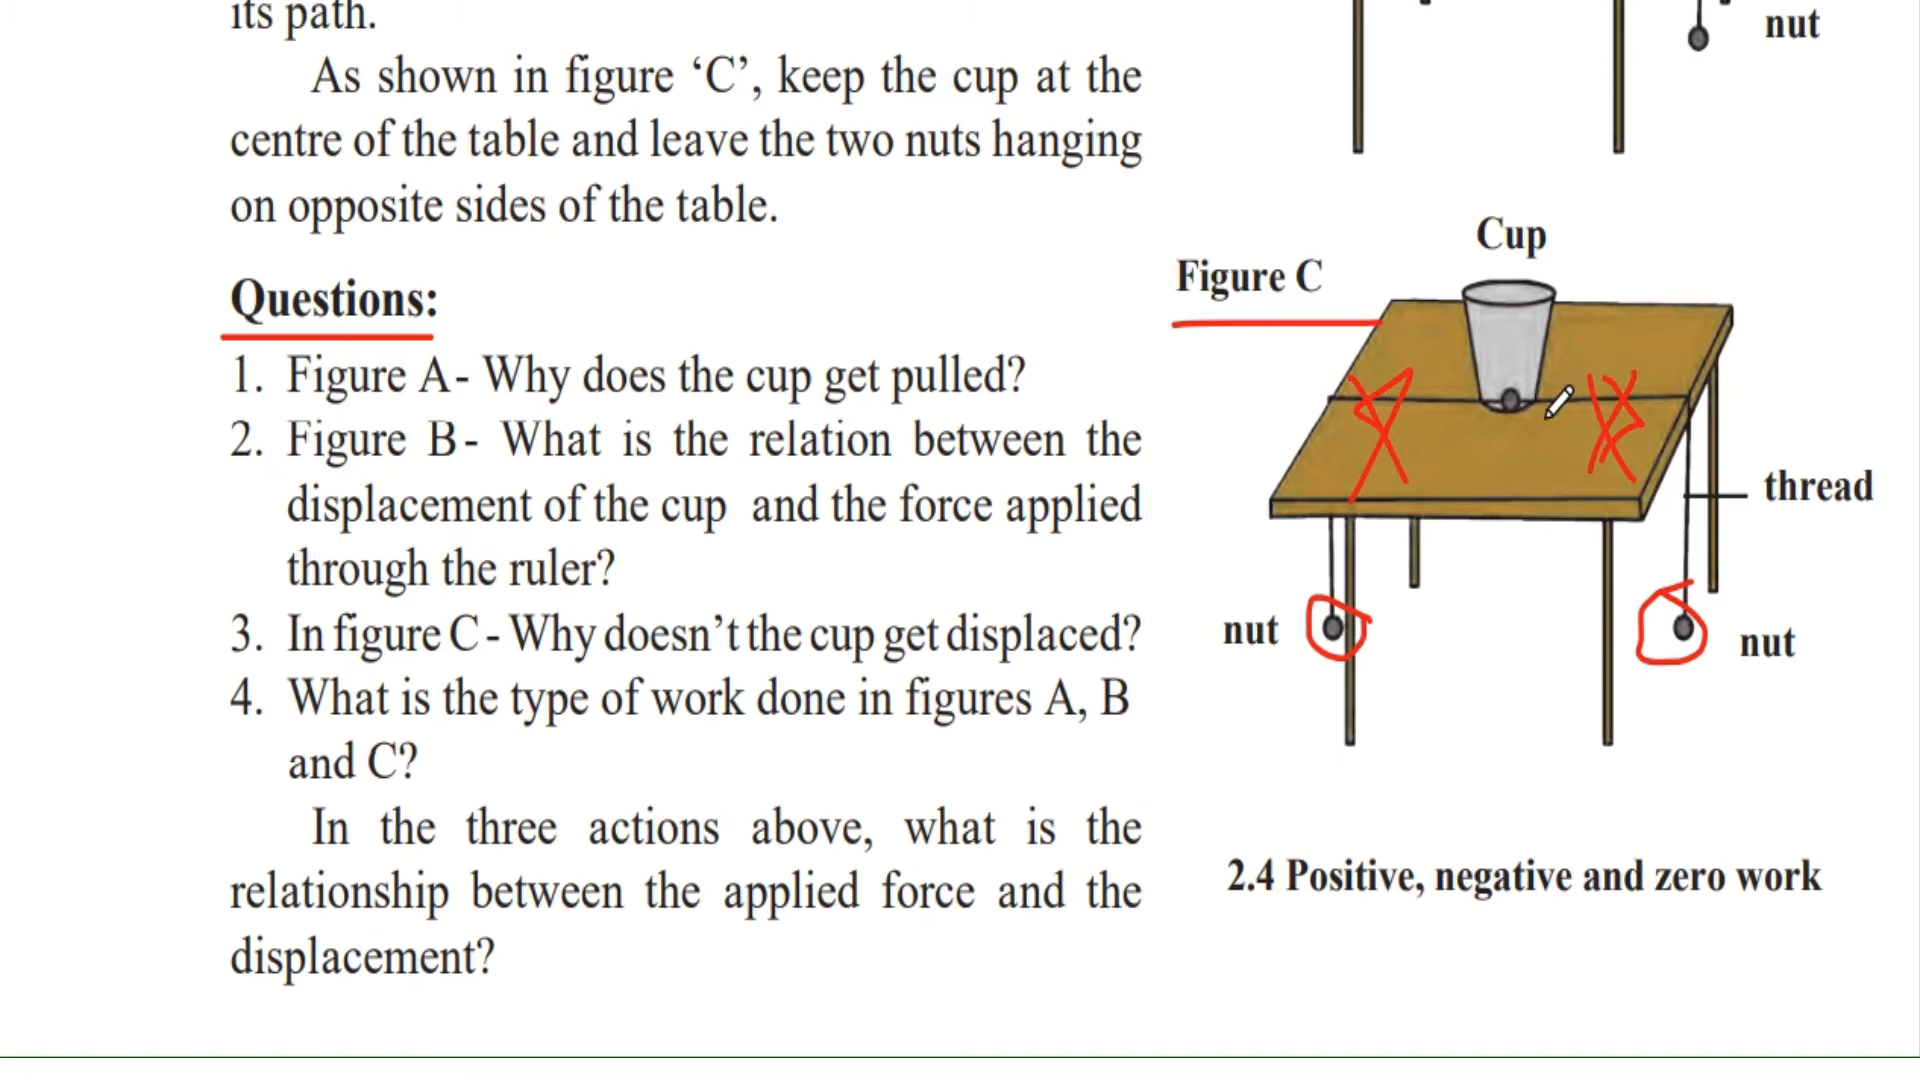 its path.
As shown in figure ‘C’, keep the cup at the
centre of the table and leave the two nuts hanging
on opposite sides of the table.
Questions:
1. Figure A - Why does the cup get pulled?
2. Figure B - What is the relation between the
displacement of the cup and the force applied
through the ruler?
3. In figure C - Why doesn’t the cup get displaced?
4. What is the type of work done in figures A, B
and C?
In the three actions above, what is the
relationship between the applied force and the
displacement?
nut
Cup
Figure C
thread
nut
nut
2.4 Positive, negative and zero work